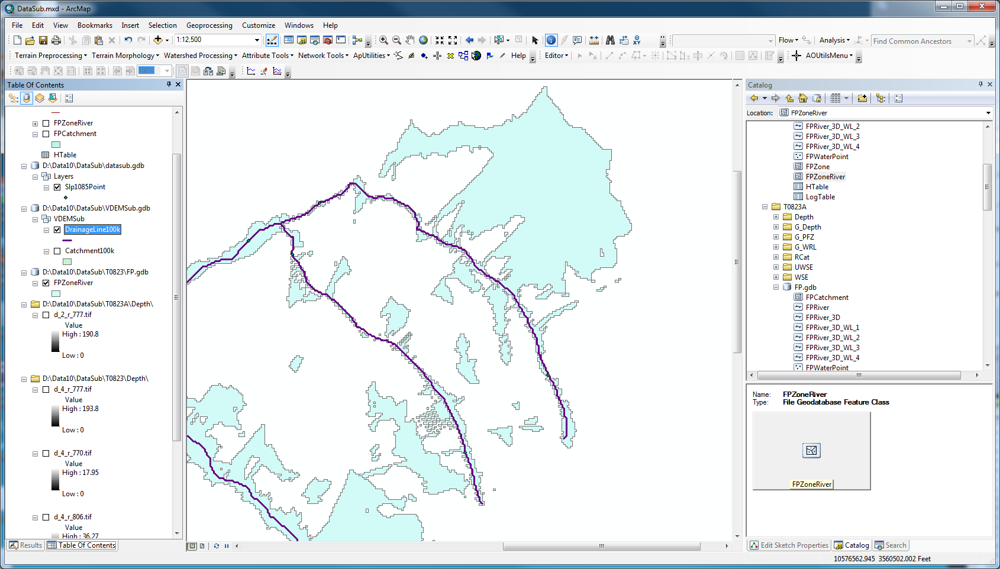 DataSub.mxd - ArcMap
File Edit View Bookmarks Insert Selection Geoprocessing Customize Windows Help
1:12,500 Flow Analysis Find Common Ancestors
Terrain Preprocessing Terrain Morphology Watershed Processing Attribute Tools Network Tools ApUtilities Help Editor AOUtilsMenu
100%
Table Of Contents
FPZoneRiver
FPCatchment
HTable
D:\Data10\DataSub\datasub.gdb
Layers
Slp1085Point
D:\Data10\DataSub\VDEMSub.gdb
VDEMSub
DrainageLine100k
Catchment100k
D:\Data10\DataSub\T0823\FP.gdb
FPZoneRiver
D:\Data10\DataSub\T0823A\Depth\
d_2_r_777.tif
Value
High : 190.8
Low : 0
D:\Data10\DataSub\T0823\Depth\
d_4_r_777.tif
Value
High : 193.8
Low : 0
d_4_r_770.tif
Value
High : 17.95
Low : 0
d_4_r_806.tif
Value
High : 36.27
Results Table Of Contents
Catalog
Location: FPZoneRiver
FPRiver_3D_WL_2
FPRiver_3D_WL_3
FPRiver_3D_WL_4
FPWaterPoint
FPZone
FPZoneRiver
HTable
LogTable
T0823A
Depth
G_Depth
G_PFZ
G_WRL
RCat
UWSE
WSE
FP.gdb
FPCatchment
FPRiver
FPRiver_3D
FPRiver_3D_WL_1
FPRiver_3D_WL_2
FPRiver_3D_WL_3
FPRiver_3D_WL_4
FPWaterPoint
Name: FPZoneRiver
Type: File Geodatabase Feature Class
FPZoneRiver
Edit Sketch Properties Catalog Search
10576562.945 3560502.002 Feet